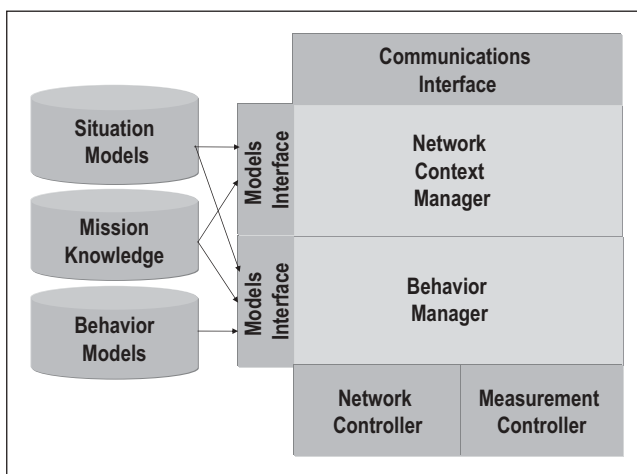 Communications
Interface
Situation
Models
Models
Interface
Network
Context
Manager
Mission
Knowledge
Models
Interface
Behavior
Manager
Behavior
Models
Network
Controller
Measurement
Controller